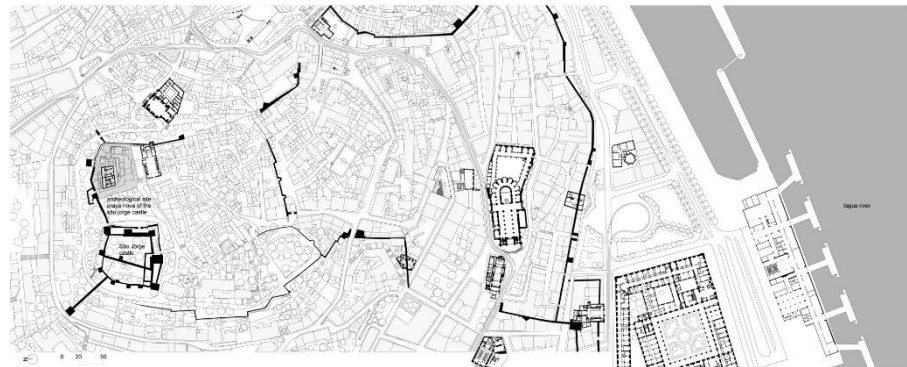 archeological site
praça nova of the
são jorge castle
São Jorge
castle
tagus river
N
0 20 50